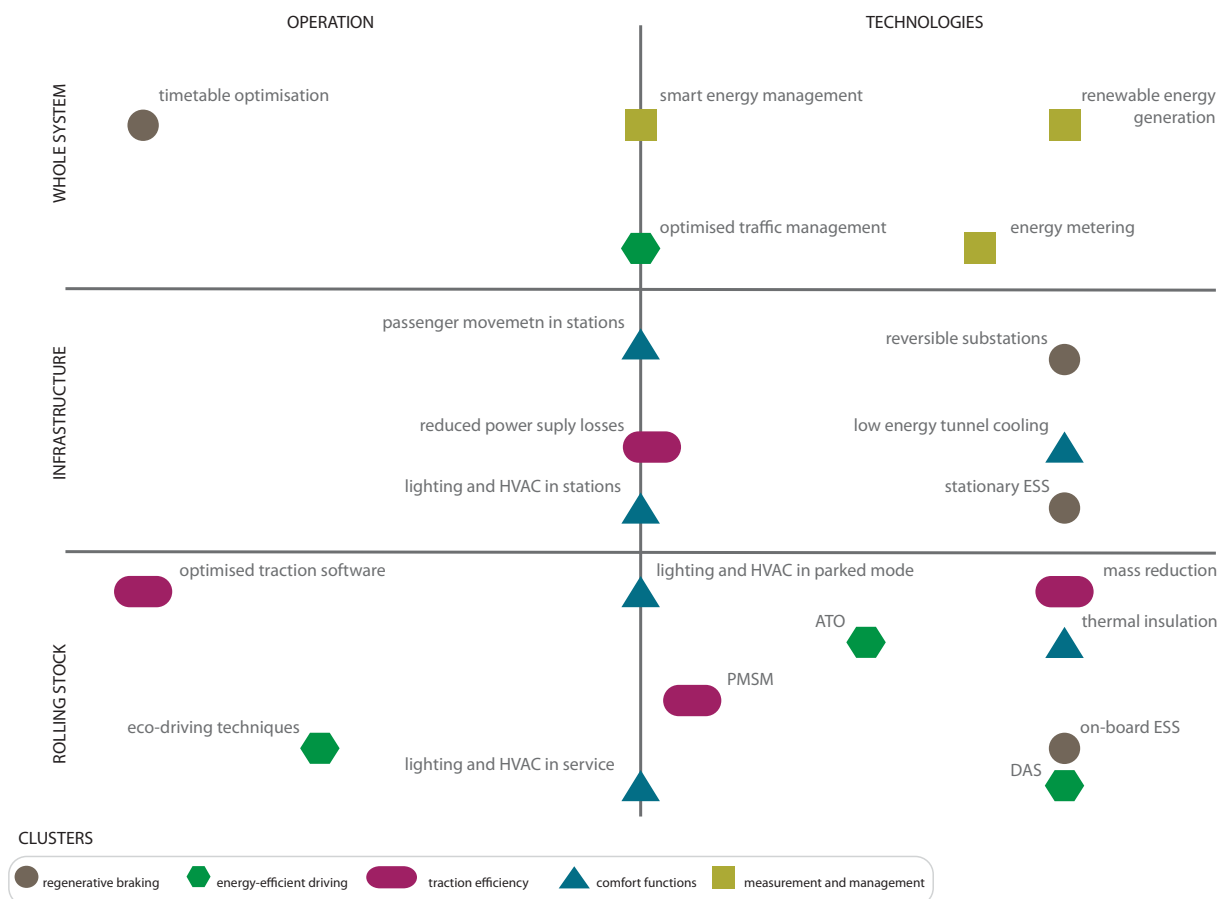 OPERATION
TECHNOLOGIES
WHOLE SYSTEM
timetable optimisation
smart energy management
renewable energy
generation
optimised traffic management
energy metering
INFRASTRUCTURE
passenger movemetn in stations
reversible substations
reduced power suply losses
low energy tunnel cooling
lighting and HVAC in stations
stationary ESS
ROLLING STOCK
optimised traction software
lighting and HVAC in parked mode
mass reduction
ATO
thermal insulation
PMSM
eco-driving techniques
on-board ESS
lighting and HVAC in service
DAS
CLUSTERS
regenerative braking
energy-efficient driving
traction efficiency
comfort functions
measurement and management